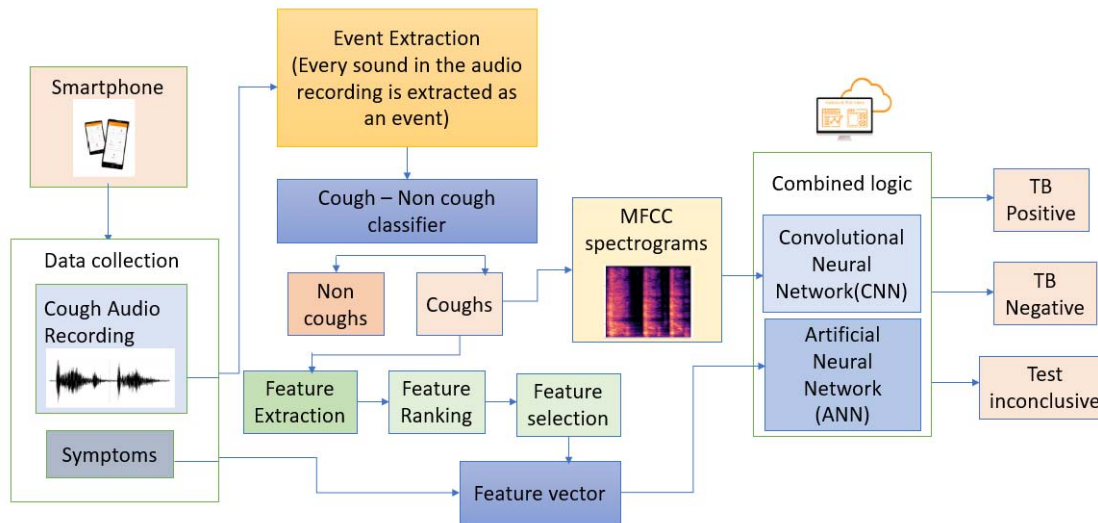 Smartphone
Data collection
Cough Audio
Recording
Symptoms
Event Extraction
(Every sound in the audio
recording is extracted as
an event)
Cough – Non cough
classifier
Non
coughs
Coughs
Feature
Extraction
Feature
Ranking
Feature
selection
Feature vector
MFCC
spectrograms
Combined logic
Convolutional
Neural
Network(CNN)
Artificial
Neural
Network
(ANN)
TB
Positive
TB
Negative
Test
inconclusive